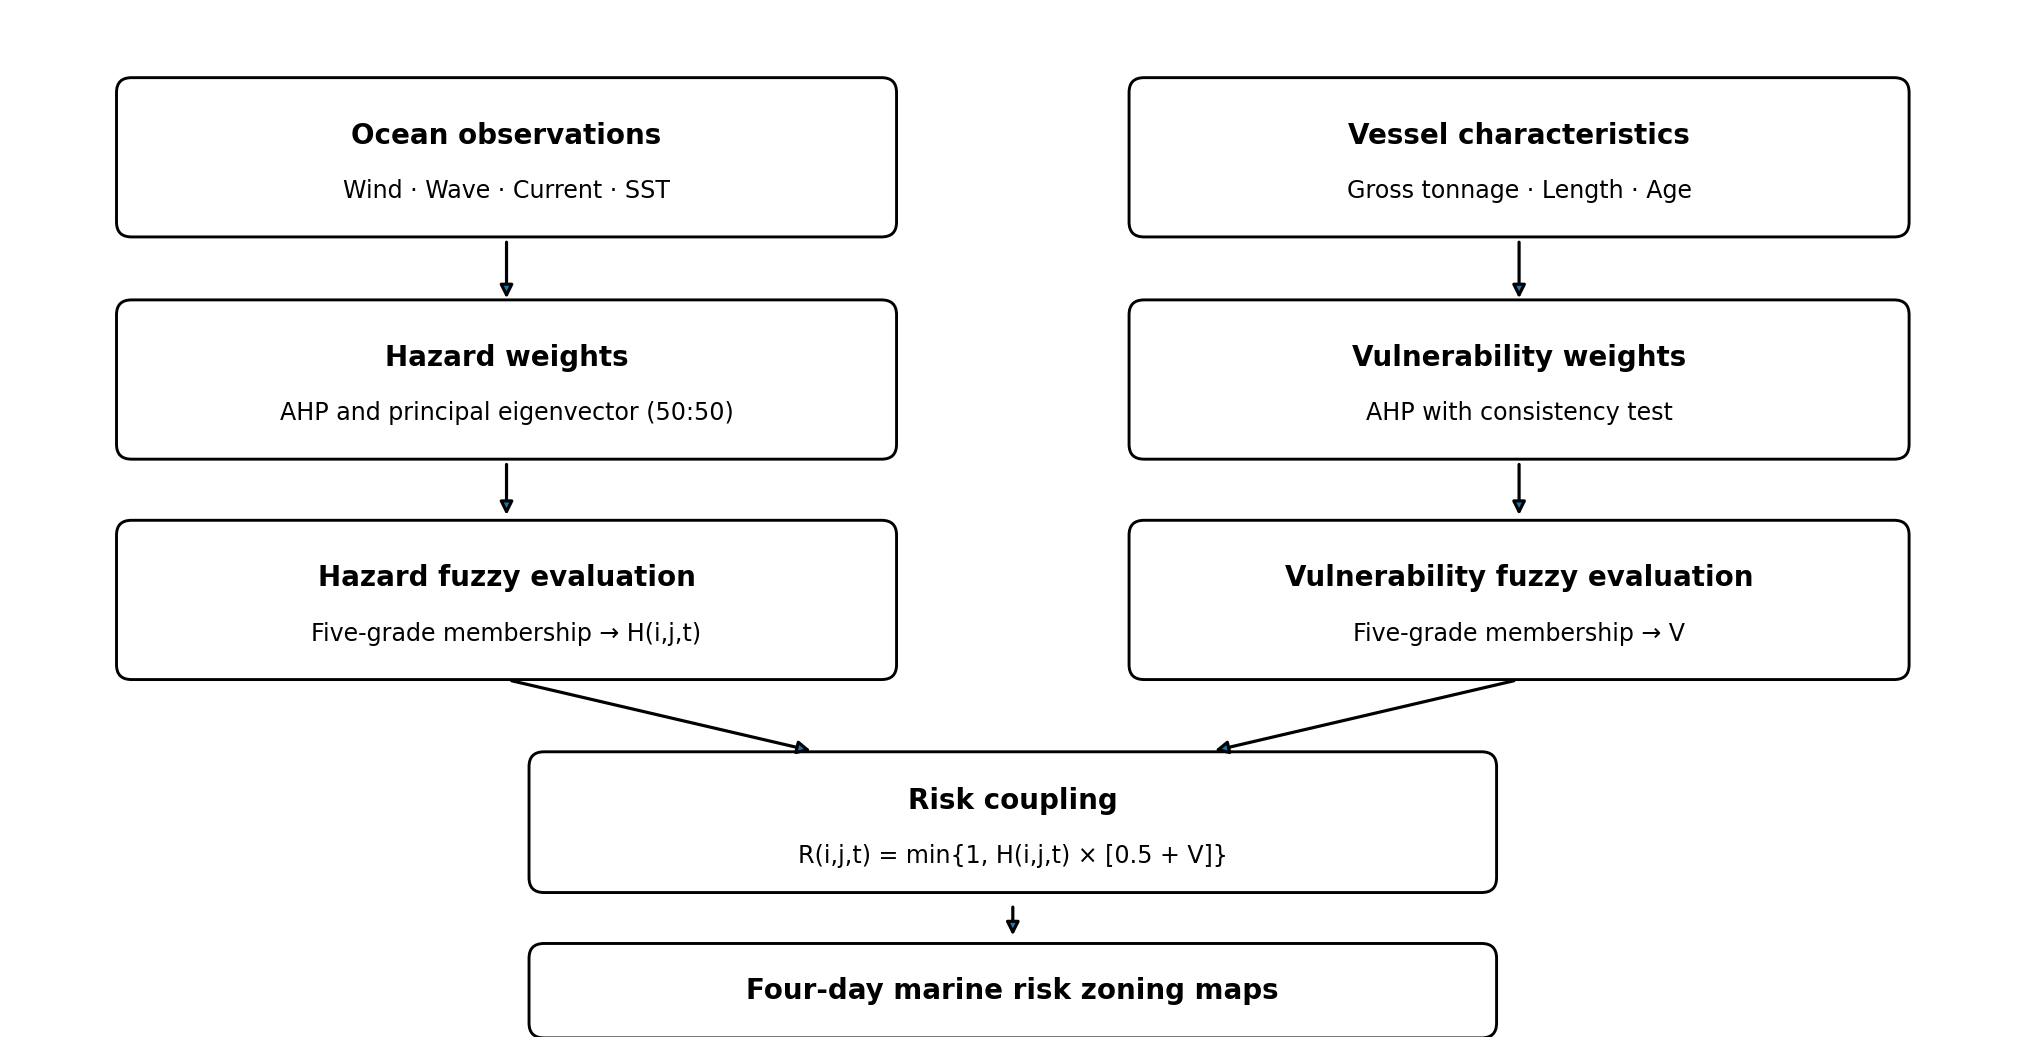 Ocean observations
Wind · Wave · Current · SST
Vessel characteristics
Gross tonnage · Length · Age
Hazard weights
AHP and principal eigenvector (50:50)
Vulnerability weights
AHP with consistency test
Hazard fuzzy evaluation
Five-grade membership → H(i,j,t)
Vulnerability fuzzy evaluation
Five-grade membership → V
Risk coupling
R(i,j,t) = min{1, H(i,j,t) × [0.5 + V]}
Four-day marine risk zoning maps